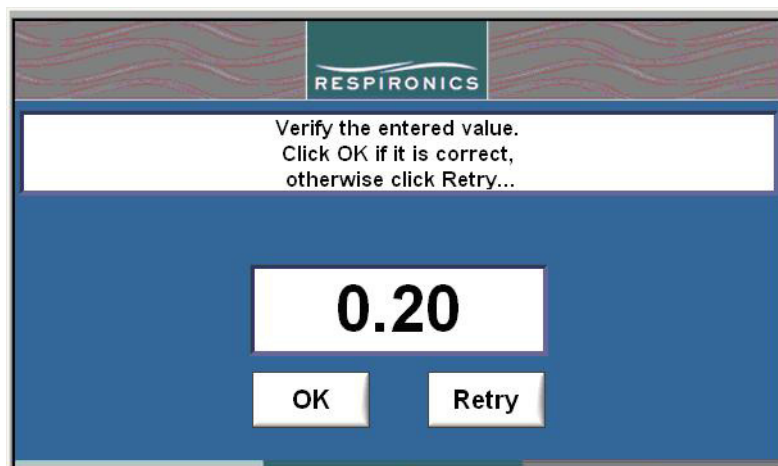 RESPIRONICS
Verify the entered value.
Click OK if it is correct,
otherwise click Retry...
0.20
OK
Retry